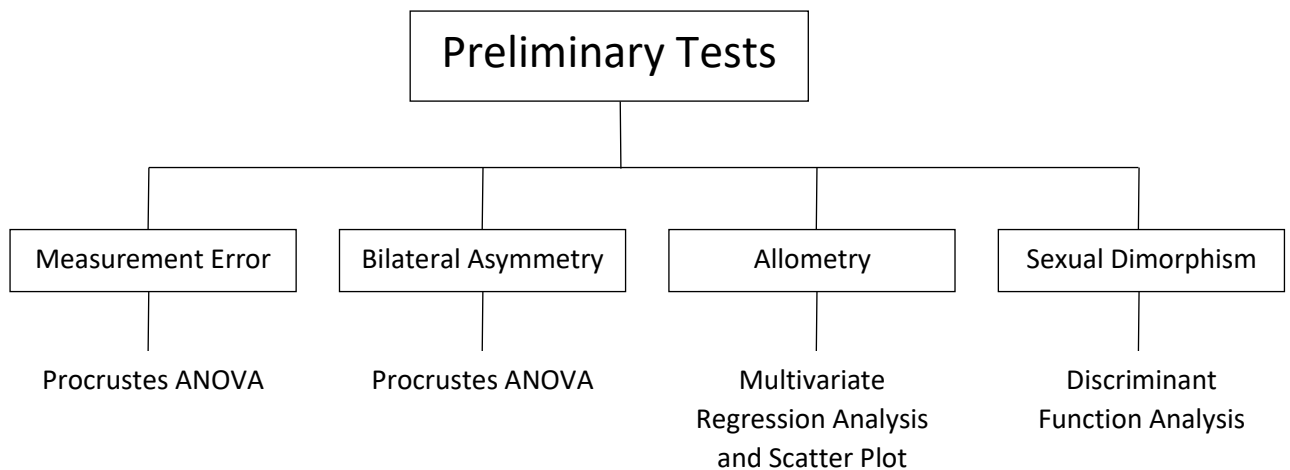 Preliminary Tests
Measurement Error
Bilateral Asymmetry
Allometry
Sexual Dimorphism
Procrustes ANOVA
Procrustes ANOVA
Multivariate
Regression Analysis
and Scatter Plot
Discriminant
Function Analysis